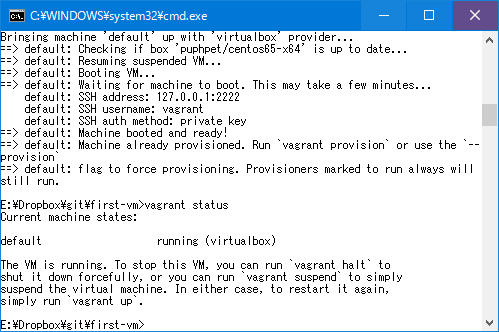 C:¥WINDOWS¥system32¥cmd.exe
Bringing machine 'default' up with 'virtualbox' provider...
==> default: Checking if box 'puphpet/centos65-x64' is up to date...
==> default: Resuming suspended VM...
==> default: Booting VM...
==> default: Waiting for machine to boot. This may take a few minutes...
    default: SSH address: 127.0.0.1:2222
    default: SSH username: vagrant
    default: SSH auth method: private key
==> default: Machine booted and ready!
==> default: Machine already provisioned. Run `vagrant provision` or use the `--
provision`
==> default: flag to force provisioning. Provisioners marked to run always will
still run.
E:¥Dropbox¥git¥first-vm>vagrant status
Current machine states:
default                   running (virtualbox)
The VM is running. To stop this VM, you can run `vagrant halt` to
shut it down forcefully, or you can run `vagrant suspend` to simply
suspend the virtual machine. In either case, to restart it again,
simply run `vagrant up`.
E:¥Dropbox¥git¥first-vm>